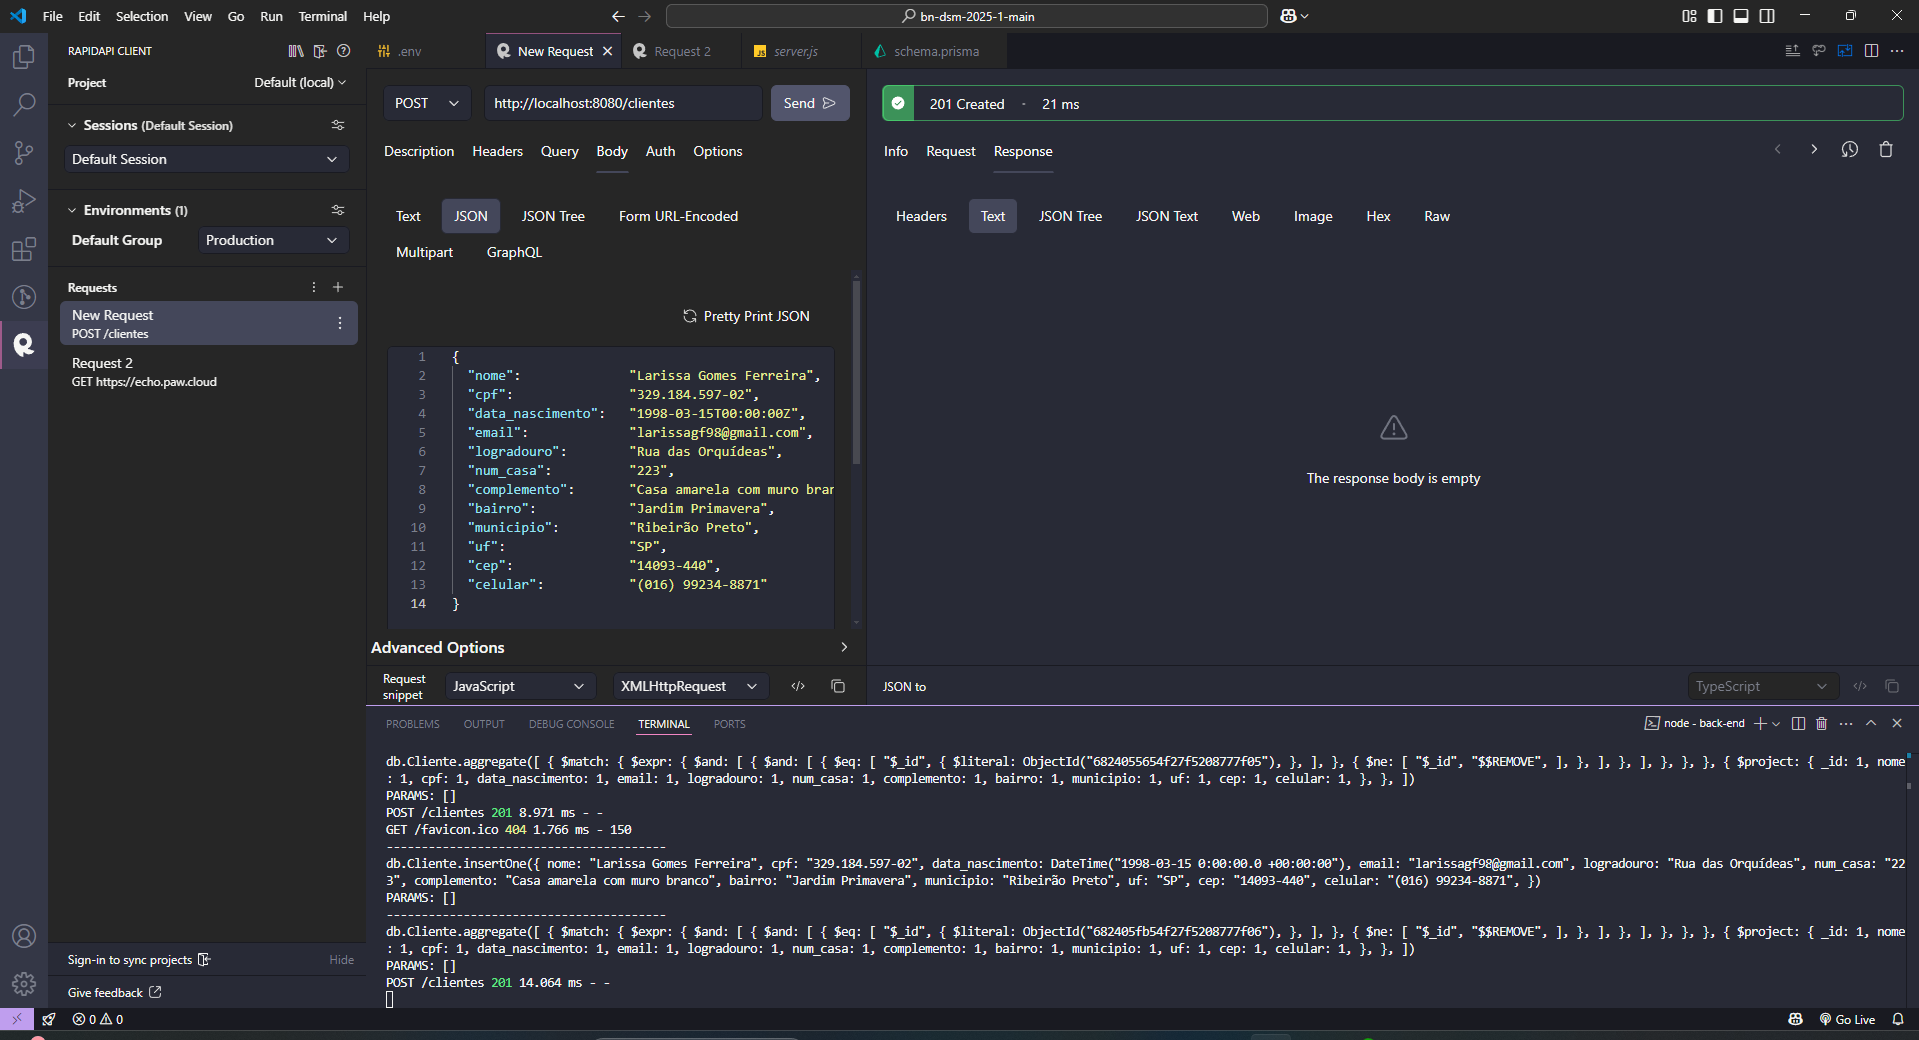 File Edit Selection View Go Run Terminal Help
bn-dsm-2025-1-main
RAPIDAPI CLIENT
Project Default (local)
Sessions (Default Session)
Default Session
Environments (1)
Default Group Production
Requests
New Request
POST /clientes
Request 2
GET https://echo.paw.cloud
Sign-in to sync projects Hide
Give feedback
.env New Request Request 2 JS server.js schema.prisma
POST http://localhost:8080/clientes Send
Description Headers Query Body Auth Options
Text JSON JSON Tree Form URL-Encoded
Multipart GraphQL
Pretty Print JSON
1 {
2 "nome": "Larissa Gomes Ferreira",
3 "cpf": "329.184.597-02",
4 "data_nascimento": "1998-03-15T00:00:00Z",
5 "email": "larissagf98@gmail.com",
6 "logradouro": "Rua das Orquídeas",
7 "num_casa": "223",
8 "complemento": "Casa amarela com muro bran
9 "bairro": "Jardim Primavera",
10 "municipio": "Ribeirão Preto",
11 "uf": "SP",
12 "cep": "14093-440",
13 "celular": "(016) 99234-8871"
14 }
Advanced Options
Request snippet JavaScript XMLHttpRequest
201 Created · 21 ms
Info Request Response
Headers Text JSON Tree JSON Text Web Image Hex Raw
The response body is empty
JSON to TypeScript
PROBLEMS OUTPUT DEBUG CONSOLE TERMINAL PORTS
node - back-end
db.Cliente.aggregate([ { $match: { $expr: { $and: [ { $and: [ { $eq: [ "$_id", { $literal: ObjectId("6824055654f27f5208777f05"), }, ], }, { $ne: [ "$_id", "$$REMOVE", ], }, ], }, ], }, }, }, { $project: { _id: 1, nome
: 1, cpf: 1, data_nascimento: 1, email: 1, logradouro: 1, num_casa: 1, complemento: 1, bairro: 1, municipio: 1, uf: 1, cep: 1, celular: 1, }, }, ])
PARAMS: []
POST /clientes 201 8.971 ms - -
GET /favicon.ico 404 1.766 ms - 150
----------------------------------------
db.Cliente.insertOne({ nome: "Larissa Gomes Ferreira", cpf: "329.184.597-02", data_nascimento: DateTime("1998-03-15 0:00:00.0 +00:00:00"), email: "larissagf98@gmail.com", logradouro: "Rua das Orquídeas", num_casa: "22
3", complemento: "Casa amarela com muro branco", bairro: "Jardim Primavera", municipio: "Ribeirão Preto", uf: "SP", cep: "14093-440", celular: "(016) 99234-8871", })
PARAMS: []
----------------------------------------
db.Cliente.aggregate([ { $match: { $expr: { $and: [ { $and: [ { $eq: [ "$_id", { $literal: ObjectId("682405fb54f27f5208777f06"), }, ], }, { $ne: [ "$_id", "$$REMOVE", ], }, ], }, ], }, }, }, { $project: { _id: 1, nome
: 1, cpf: 1, data_nascimento: 1, email: 1, logradouro: 1, num_casa: 1, complemento: 1, bairro: 1, municipio: 1, uf: 1, cep: 1, celular: 1, }, }, ])
PARAMS: []
POST /clientes 201 14.064 ms - -
0 0 Go Live